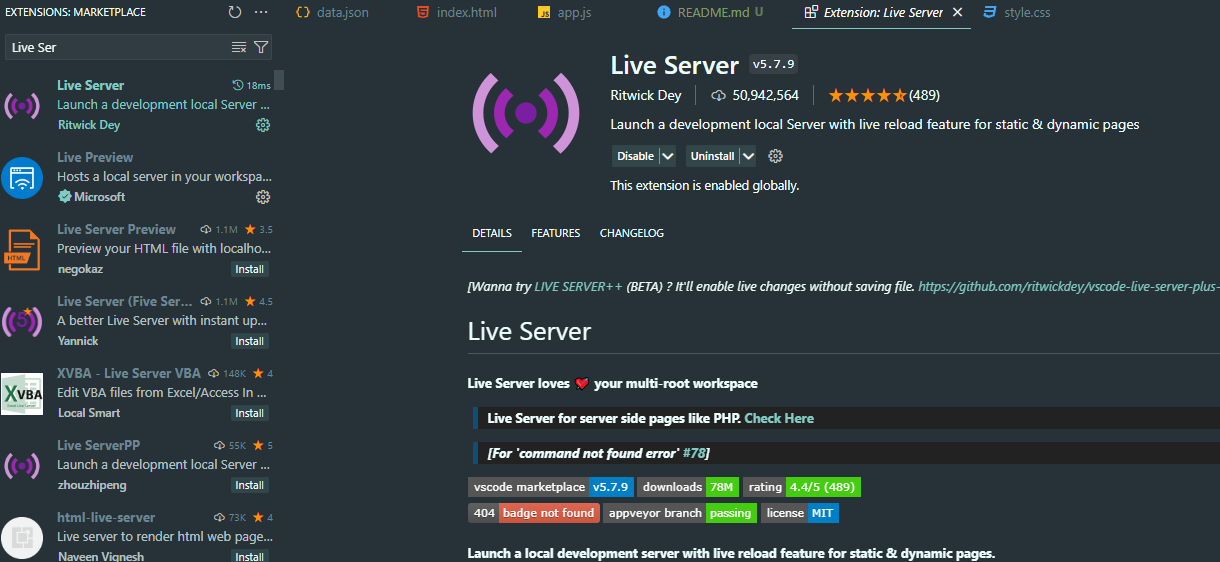 EXTENSIONS: MARKETPLACE
data.json
index.html
app.js
README.md U
Extension: Live Server
style.css
Live Ser
Live Server 18ms
Launch a development local Server ...
Ritwick Dey
Live Preview
Hosts a local server in your workspa...
Microsoft
Live Server Preview 1.1M 3.5
Preview your HTML file with localho...
negokaz Install
Live Server (Five Ser... 1.1M 4.5
A better Live Server with instant up...
Yannick Install
XVBA - Live Server VBA 148K 4
Edit VBA files from Excel/Access In ...
Local Smart Install
Live ServerPP 55K 5
Launch a development local Server ...
zhouzhipeng Install
html-live-server 73K 4
Live server to render html web page...
Naveen Vignesh Install
HTML
5
XVBA
Live Server v5.7.9
Ritwick Dey 50,942,564 (489)
Launch a development local Server with live reload feature for static & dynamic pages
Disable Uninstall
This extension is enabled globally.
DETAILS FEATURES CHANGELOG
[Wanna try LIVE SERVER++ (BETA) ? It'll enable live changes without saving file. https://github.com/ritwickdey/vscode-live-server-plus-
Live Server
Live Server loves ❤️ your multi-root workspace
Live Server for server side pages like PHP. Check Here
[For 'command not found error' #78]
vscode marketplace v5.7.9 downloads 78M rating 4.4/5 (489)
404 badge not found appveyor branch passing license MIT
Launch a local development server with live reload feature for static & dynamic pages.